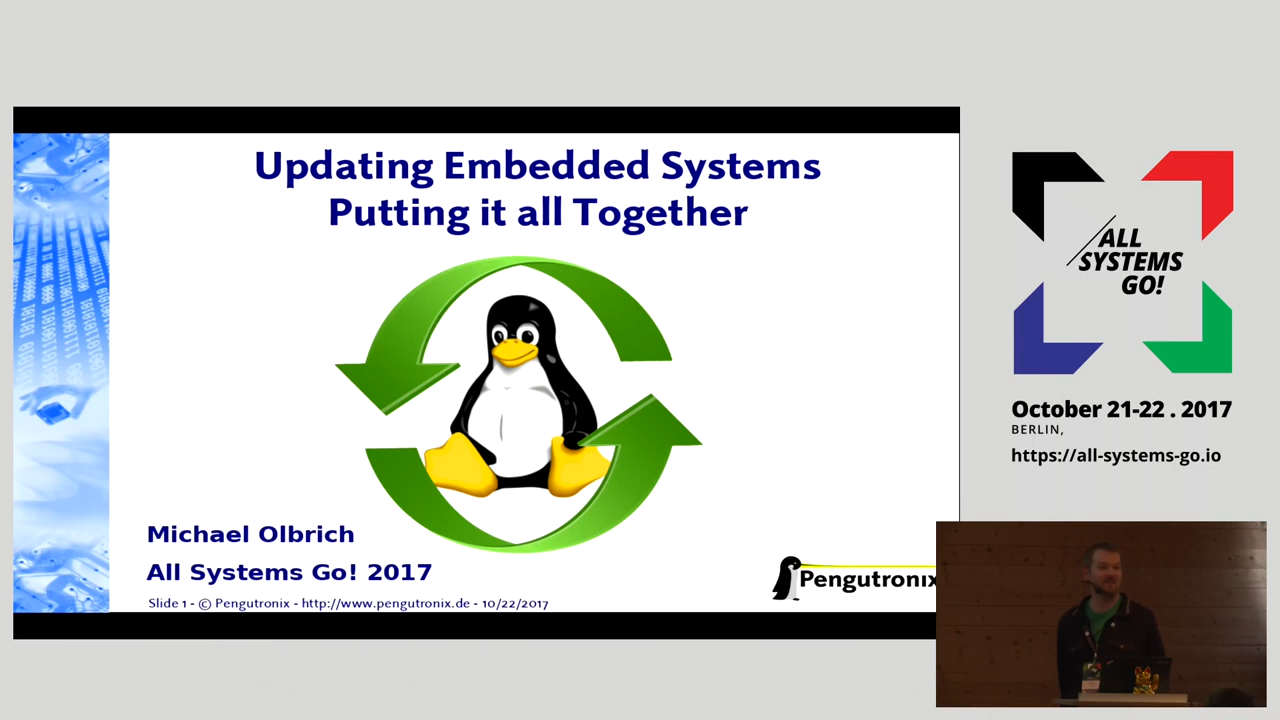 Updating Embedded Systems
Putting it all Together
Michael Olbrich
All Systems Go! 2017
Slide 1 - © Pengutronix - http://www.pengutronix.de - 10/22/2017
Pengutronix
ALL
SYSTEMS
GO!
October 21-22 . 2017
BERLIN,
https://all-systems-go.io